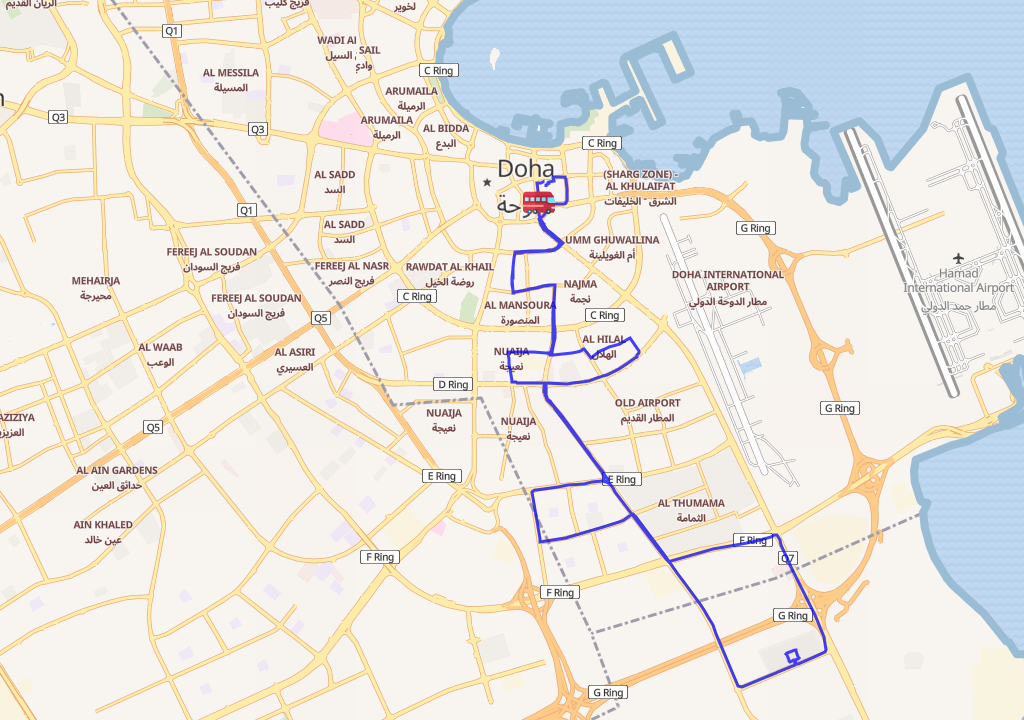 الريان القديم
فريج كليب
لخوير
Q1
WADI AL
السيل
SAIL
وادي
AL MESSILA
المسيلة
C Ring
ARUMAILA
الرميلة
Q3
Q3
ARUMAILA
الرميلة
AL BIDDA
البدع
C Ring
Doha
AL SADD
السد
(SHARG ZONE) -
AL KHULAIFAT
الشرق - الخليفات
Q1
AL SADD
السد
G Ring
UMM GHUWAILINA
أم الغويلينة
FEREEJ AL SOUDAN
فريج السودان
FEREEJ AL NASR
فريج النصر
RAWDAT AL KHAIL
روضة الخيل
DOHA INTERNATIONAL
AIRPORT
مطار الدوحة الدولي
Hamad
International Airport
مطار حمد الدولي
MEHAIRJA
محيرجة
NAJMA
نجمة
C Ring
FEREEJ AL SOUDAN
فريج السودان
AL MANSOURA
المنصورة
Q5
C Ring
AL WAAB
الوعب
AL ASIRI
العسيري
NUAIJA
نعيجة
AL HILAL
الهلال
D Ring
OLD AIRPORT
المطار القديم
G Ring
NUAIJA
نعيجة
NUAIJA
نعيجة
AZIZIYA
Q5
AL AIN GARDENS
حدائق العين
E Ring
E Ring
AL THUMAMA
الثمامة
AIN KHALED
عين خالد
F Ring
F Ring
Q7
F Ring
G Ring
G Ring